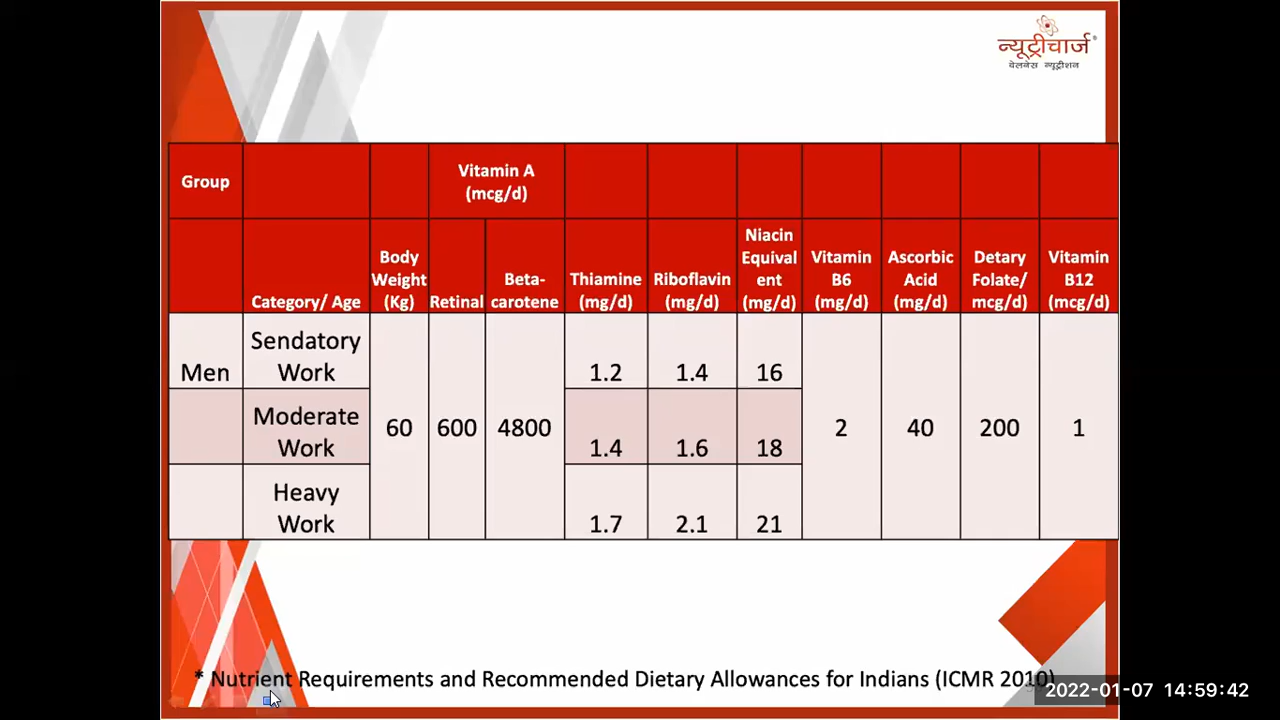 न्यूट्रीचार्ज®
वेलनेस न्यूट्रीशन
Group
Vitamin A
(mcg/d)
Category/ Age
Body
Weight
(Kg)
Retinal
Beta-
carotene
Thiamine
(mg/d)
Riboflavin
(mg/d)
Niacin
Equival
ent
(mg/d)
Vitamin
B6
(mg/d)
Ascorbic
Acid
(mg/d)
Detary
Folate/
mcg/d)
Vitamin
B12
(mcg/d)
Men
Sendatory
Work
60
600
4800
1.2
1.4
16
2
40
200
1
Moderate
Work
1.4
1.6
18
Heavy
Work
1.7
2.1
21
* Nutrient Requirements and Recommended Dietary Allowances for Indians (ICMR 2010)
2022-01-07 14:59:42